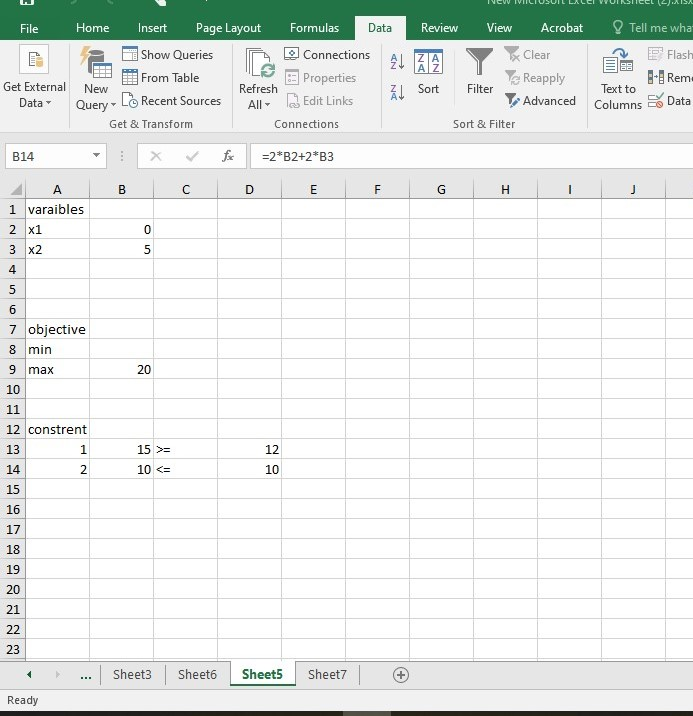 New Microsoft Excel Worksheet (2).xlsx
File Home Insert Page Layout Formulas Data Review View Acrobat Tell me what
Get External Data
New Query
Show Queries
From Table
Recent Sources
Get & Transform
Refresh All
Connections
Properties
Edit Links
Connections
Sort
Filter
Clear
Reapply
Advanced
Sort & Filter
Text to Columns
Flash
Remo
Data
B14 fx =2*B2+2*B3
A B C D E F G H I J
1 varaibles
2 x1 0
3 x2 5
4
5
6
7 objective
8 min
9 max 20
10
11
12 constrent
13 1 15 >= 12
14 2 10 <= 10
15
16
17
18
19
20
21
22
23
... Sheet3 Sheet6 Sheet5 Sheet7
Ready